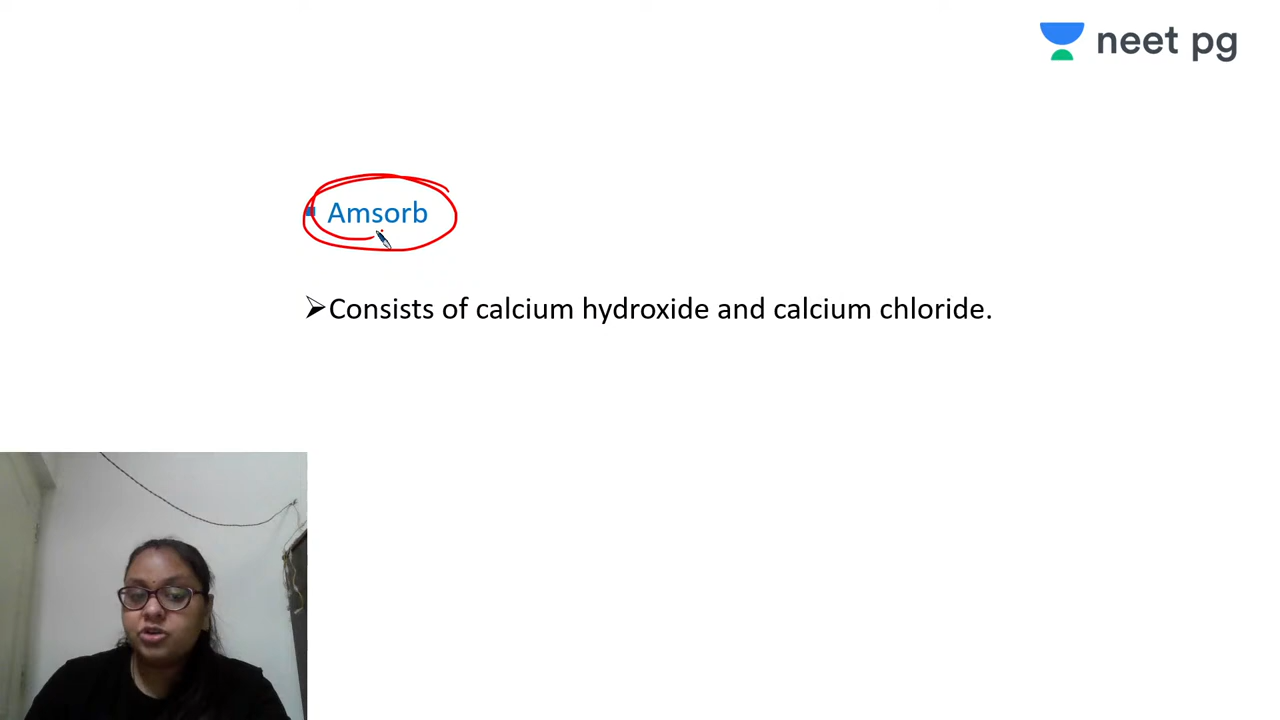 neet pg
Amsorb
Consists of calcium hydroxide and calcium chloride.